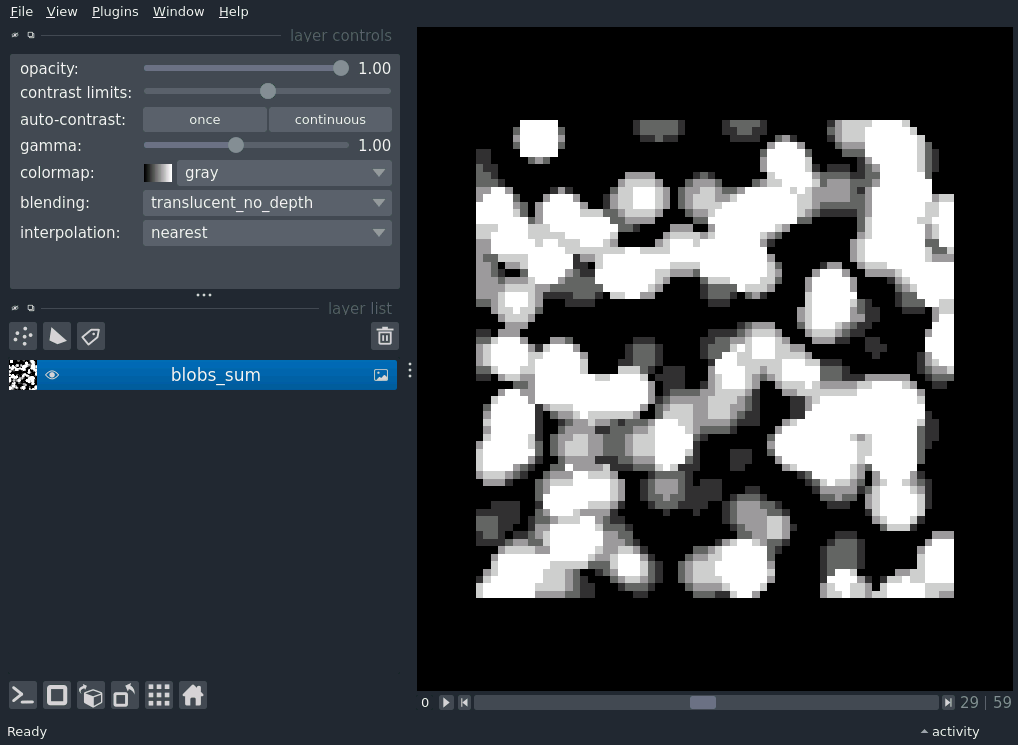 File View Plugins Window Help
layer controls
opacity: 1.00
contrast limits:
auto-contrast: once continuous
gamma: 1.00
colormap: gray
blending: translucent_no_depth
interpolation: nearest
layer list
blobs_sum
0 29 | 59
Ready activity